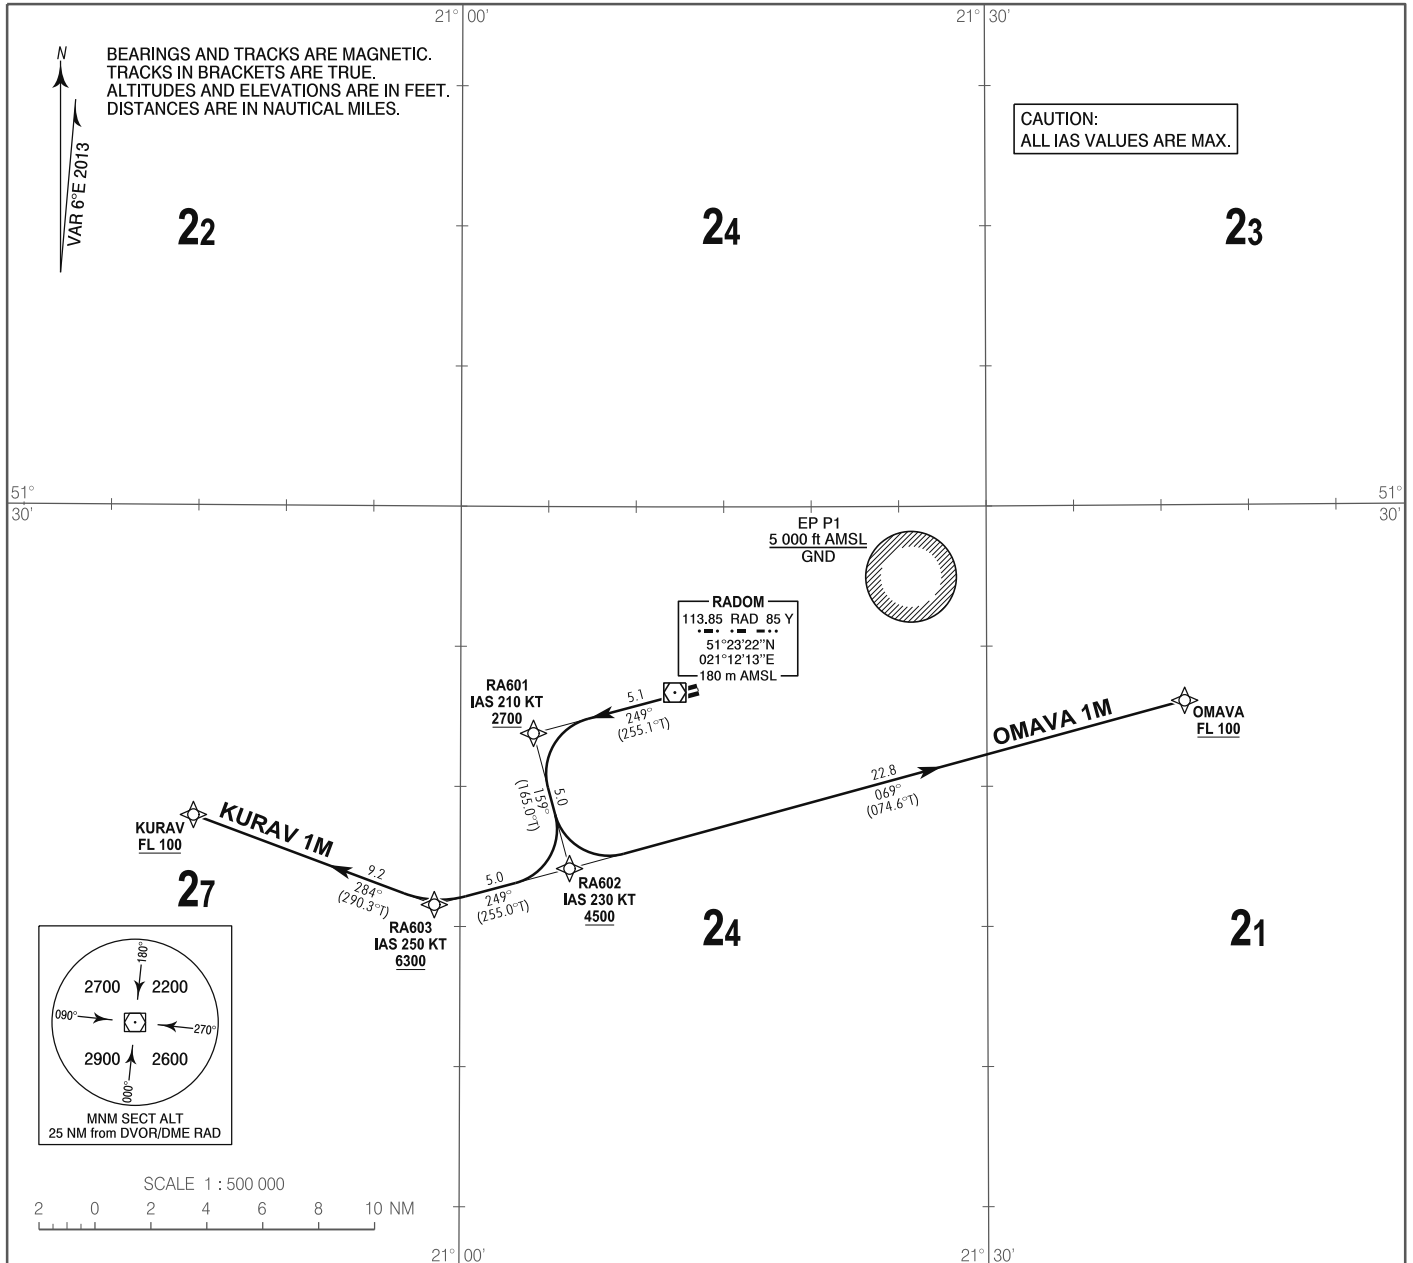 21° 00'
21° 30'
N
VAR 6°E 2013
BEARINGS AND TRACKS ARE MAGNETIC.
TRACKS IN BRACKETS ARE TRUE.
ALTITUDES AND ELEVATIONS ARE IN FEET.
DISTANCES ARE IN NAUTICAL MILES.
CAUTION:
ALL IAS VALUES ARE MAX.
22
24
23
51°
30'
51°
30'
EP P1
5 000 ft AMSL
GND
RADOM
113.85 RAD 85 Y
51°23'22"N
021°12'13"E
180 m AMSL
RA601
IAS 210 KT
2700
5.1
249°
(255.1°T)
OMAVA 1M
OMAVA
FL 100
22.8
069°
(074.6°T)
5.0
159°
(165.0°T)
KURAV 1M
KURAV
FL 100
9.2
284°
(290.3°T)
5.0
249°
(255.0°T)
RA602
IAS 230 KT
4500
RA603
IAS 250 KT
6300
27
24
21
180°
2700
2200
090°
270°
2900
2600
000°
MNM SECT ALT
25 NM from DVOR/DME RAD
SCALE 1 : 500 000
2 0 2 4 6 8 10 NM
21° 00'
21° 30'